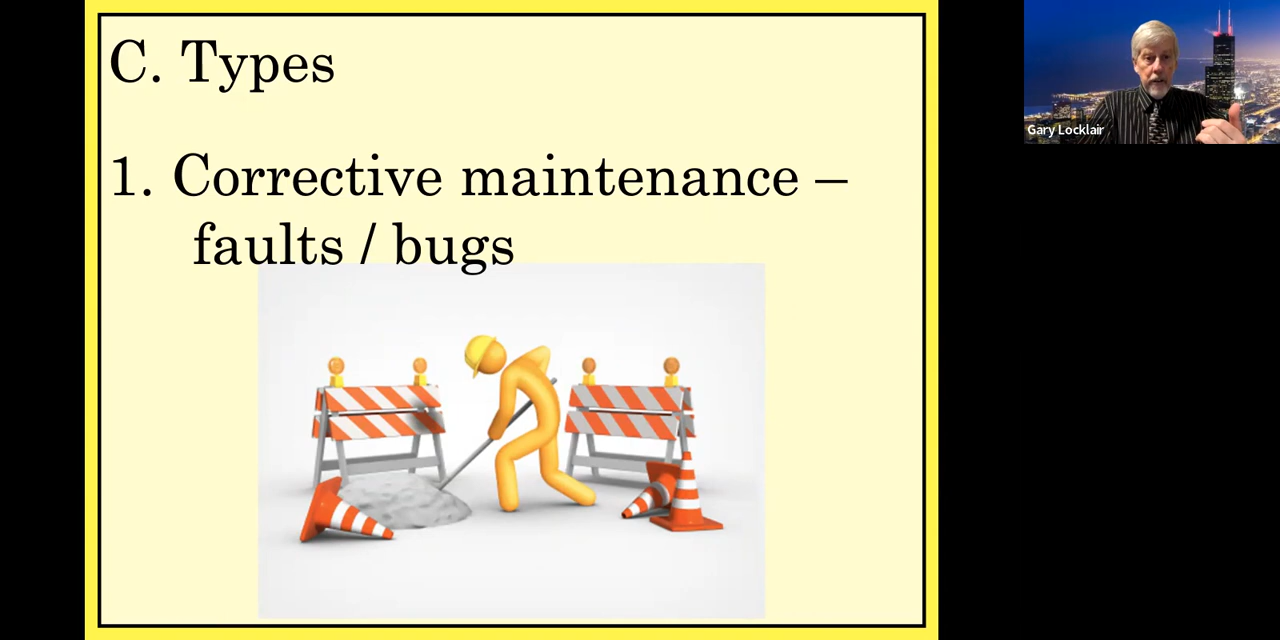 C. Types
1. Corrective maintenance –
faults / bugs
Gary Locklair